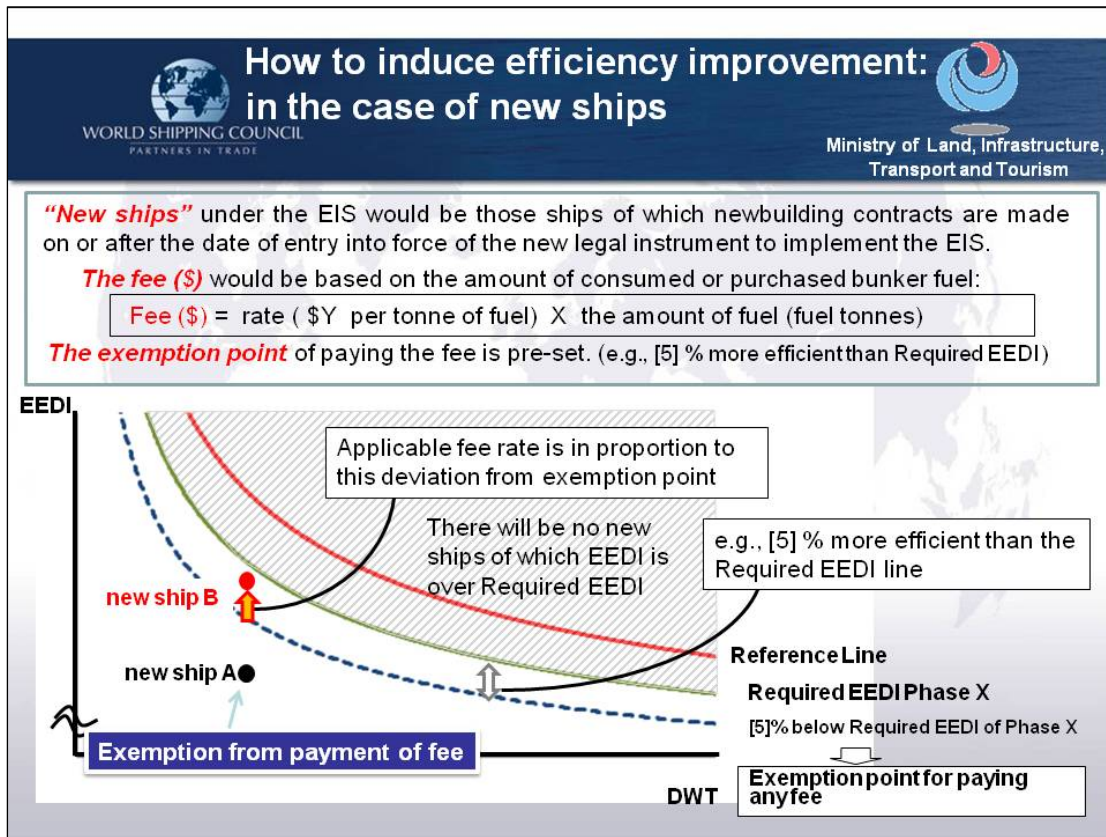 How to induce efficiency improvement:
in the case of new ships
WORLD SHIPPING COUNCIL
PARTNERS IN TRADE
Ministry of Land, Infrastructure,
Transport and Tourism
“New ships” under the EIS would be those ships of which newbuilding contracts are made
on or after the date of entry into force of the new legal instrument to implement the EIS.
The fee ($) would be based on the amount of consumed or purchased bunker fuel:
Fee ($) = rate ( $Y per tonne of fuel) X the amount of fuel (fuel tonnes)
The exemption point of paying the fee is pre-set. (e.g., [5] % more efficient than Required EEDI)
EEDI
Applicable fee rate is in proportion to
this deviation from exemption point
There will be no new
ships of which EEDI is
over Required EEDI
e.g., [5] % more efficient than the
Required EEDI line
new ship B
new ship A
Reference Line
Required EEDI Phase X
[5]% below Required EEDI of Phase X
Exemption from payment of fee
DWT
Exemption point for paying
any fee